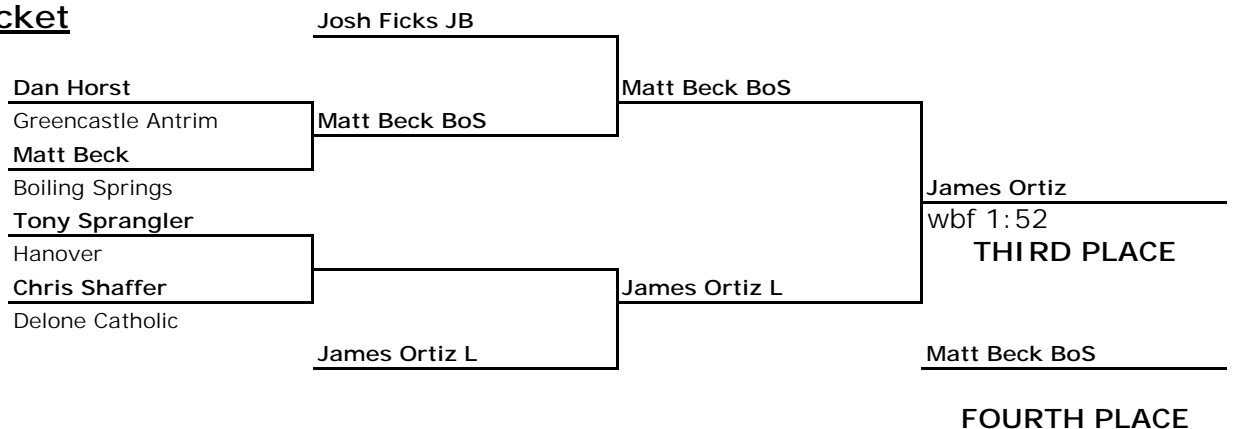 cket
Josh Ficks JB
Dan Horst
Matt Beck BoS
Greencastle Antrim
Matt Beck BoS
Matt Beck
Boiling Springs
James Ortiz
Tony Sprangler
wbf 1:52
Hanover
THIRD PLACE
Chris Shaffer
James Ortiz L
Delone Catholic
James Ortiz L
Matt Beck BoS
FOURTH PLACE